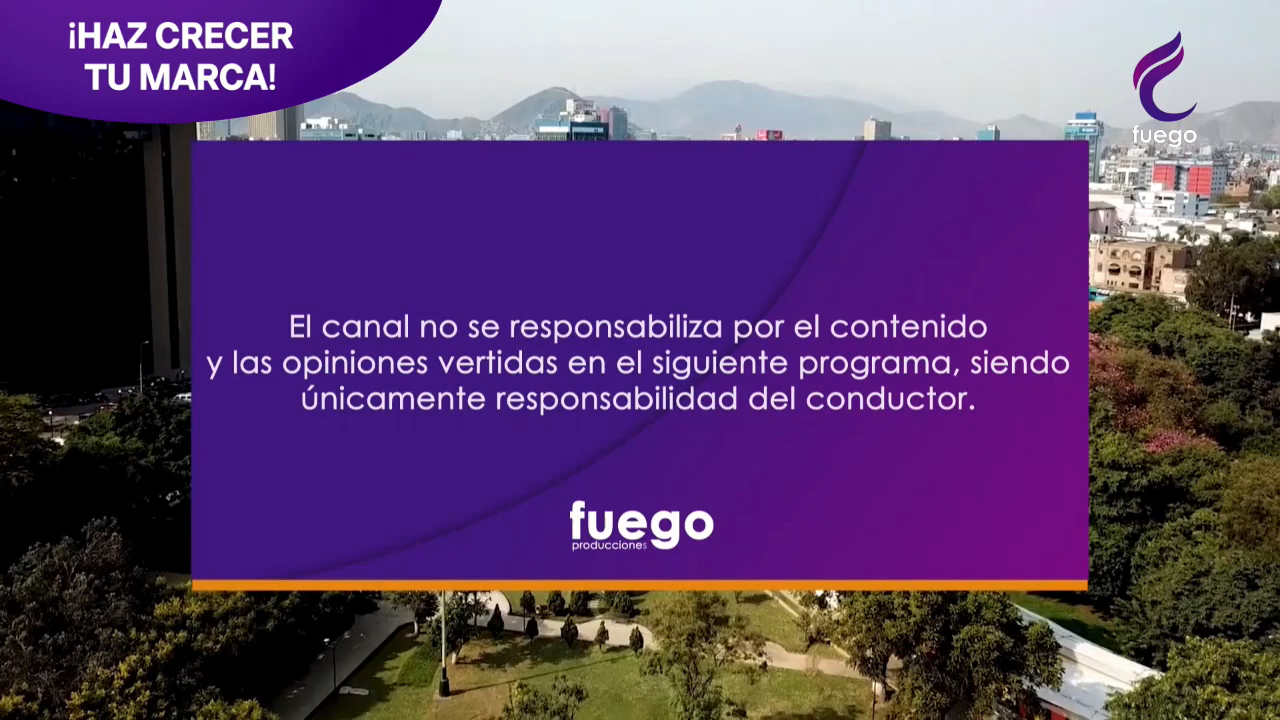 ¡HAZ CRECER
TU MARCA!
fuego
El canal no se responsabiliza por el contenido
y las opiniones vertidas en el siguiente programa, siendo
únicamente responsabilidad del conductor.
fuego
producciones